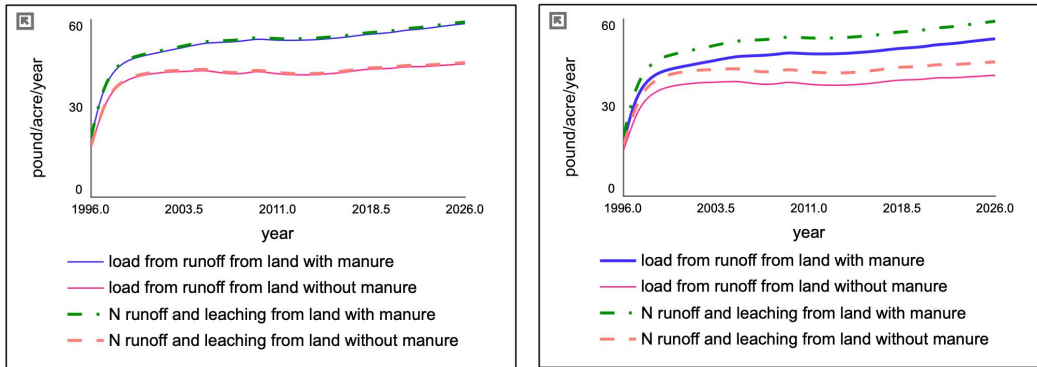 60
30
0
pound/acre/year
1996.0 2003.5 2011.0 2018.5 2026.0
year
load from runoff from land with manure
load from runoff from land without manure
N runoff and leaching from land with manure
N runoff and leaching from land without manure
60
30
0
pound/acre/year
1996.0 2003.5 2011.0 2018.5 2026.0
year
load from runoff from land with manure
load from runoff from land without manure
N runoff and leaching from land with manure
N runoff and leaching from land without manure